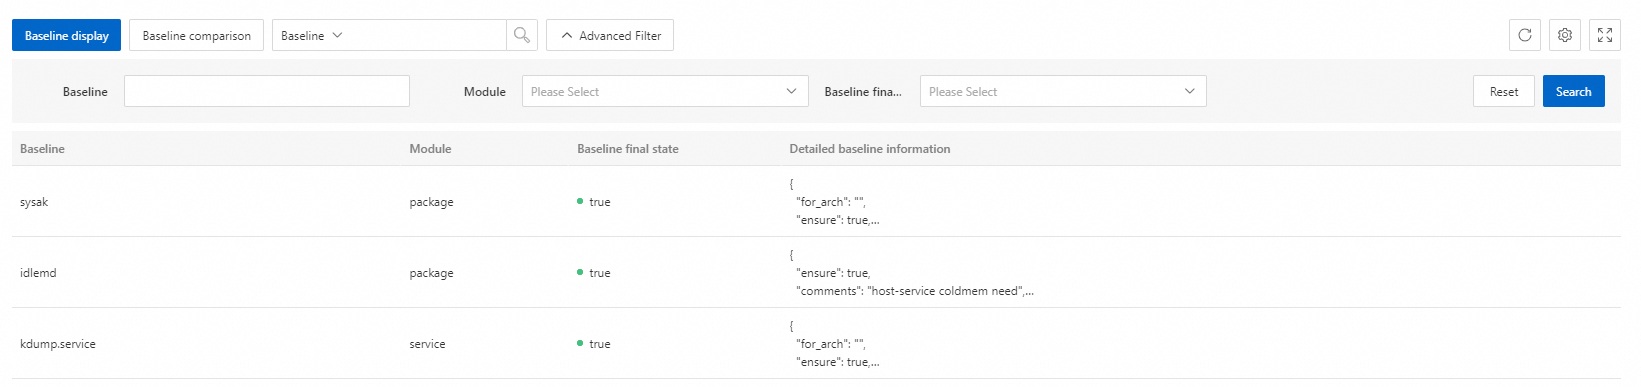 Baseline display Baseline comparison Baseline Advanced Filter
Baseline Module Please Select Baseline fina... Please Select Reset Search
Baseline Module Baseline final state Detailed baseline information
{
sysak package true "for_arch": "",
"ensure": true,...
{
idlemd package true "ensure": true,
"comments": "host-service coldmem need",...
{
kdump.service service true "for_arch": "",
"ensure": true,...